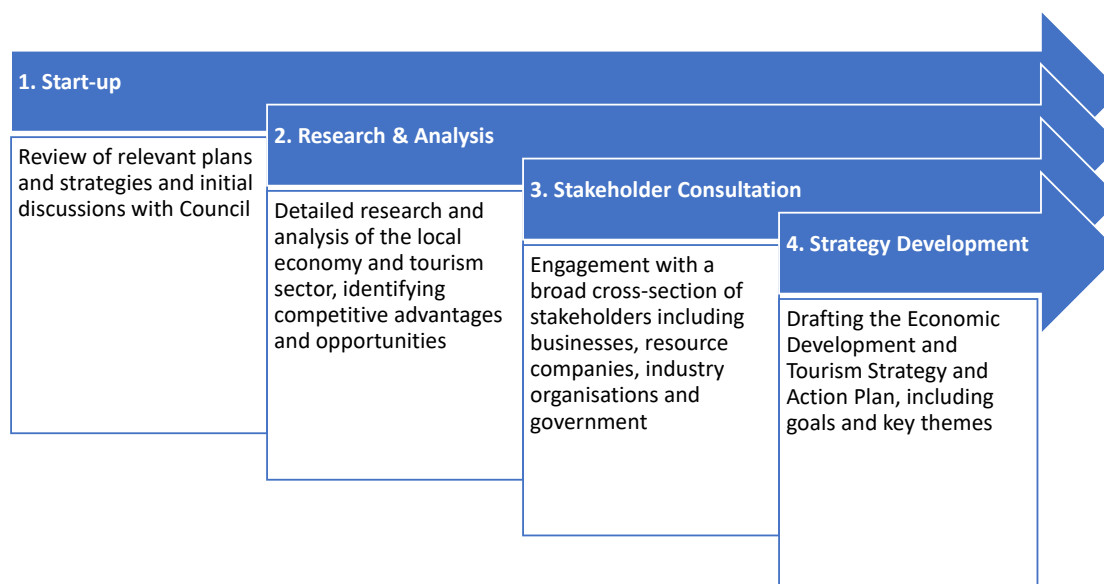 1. Start-up
Review of relevant plans
and strategies and initial
discussions with Council
2. Research & Analysis
Detailed research and
analysis of the local
economy and tourism
sector, identifying
competitive advantages
and opportunities
3. Stakeholder Consultation
Engagement with a
broad cross-section of
stakeholders including
businesses, resource
companies, industry
organisations and
government
4. Strategy Development
Drafting the Economic
Development and
Tourism Strategy and
Action Plan, including
goals and key themes